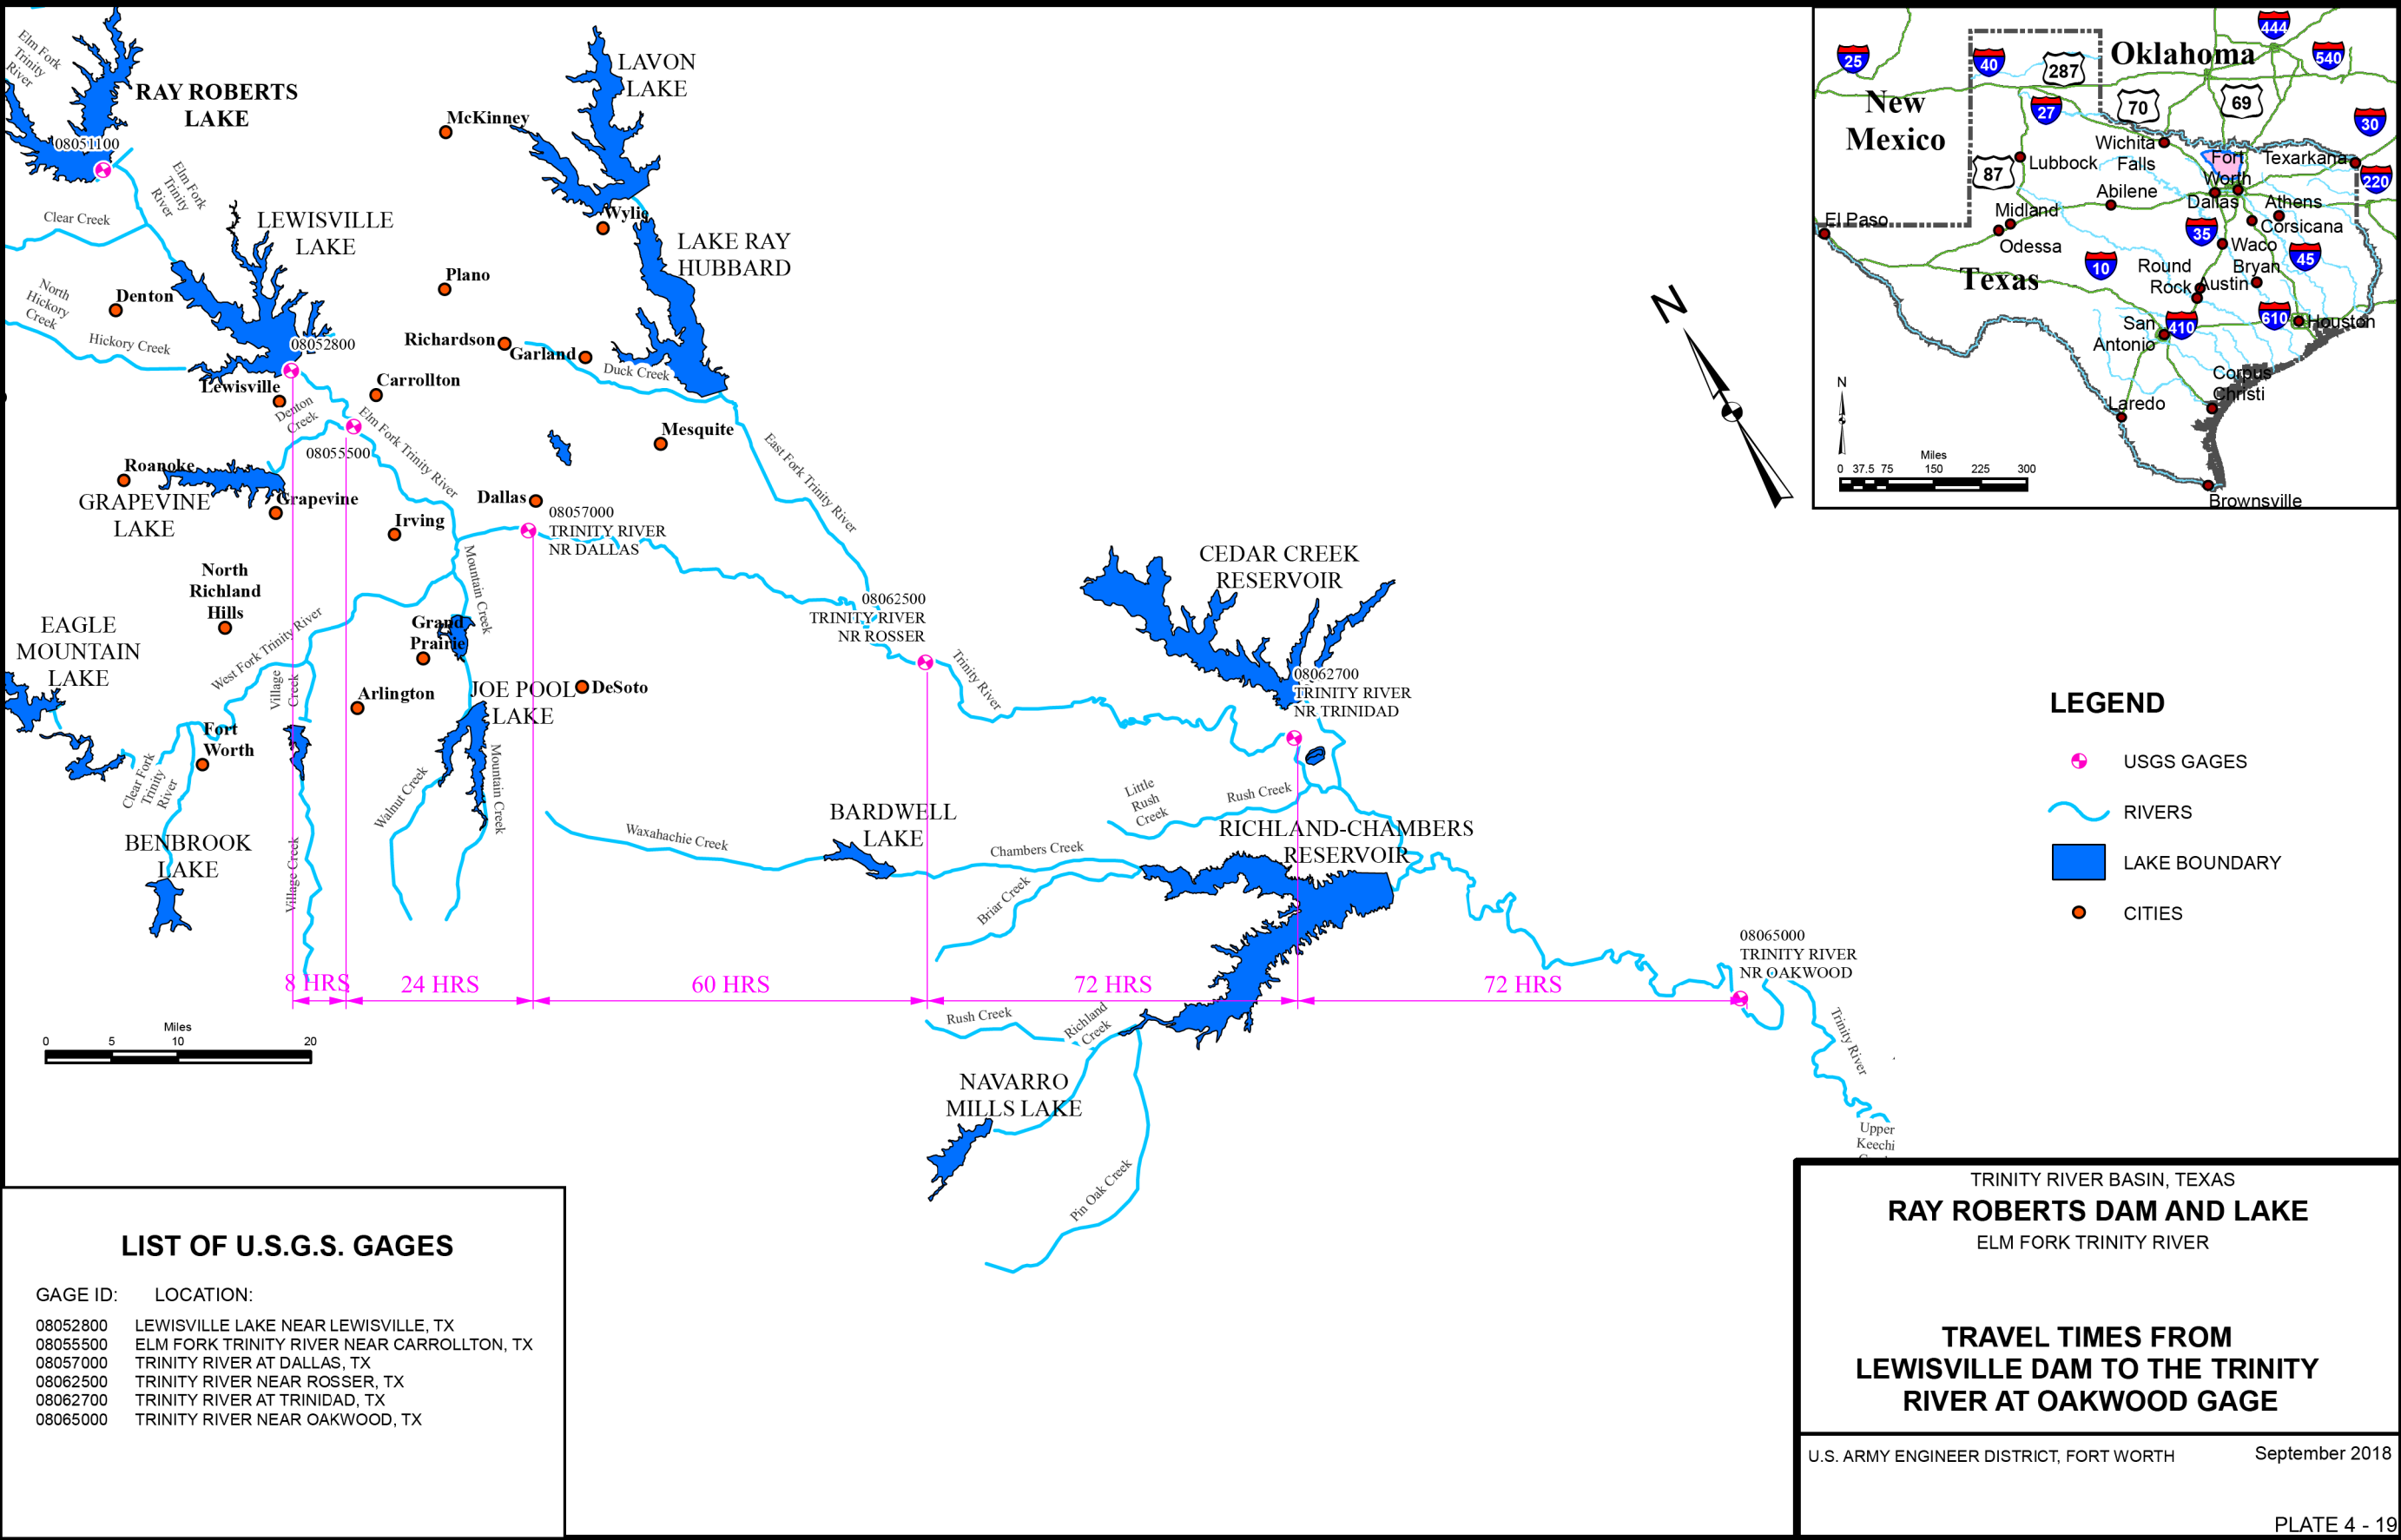 Elm Fork
Trinity
River
RAY ROBERTS
LAKE
08051100
Elm Fork
Trinity
River
Clear Creek
LEWISVILLE
LAKE
North
Hickory
Creek
Denton
Hickory Creek
08052800
Lewisville
Denton
Creek
Carrollton
Elm Fork Trinity River
08055500
McKinney
LAVON
LAKE
Wylie
LAKE RAY
HUBBARD
Plano
Richardson
Garland
Duck Creek
Mesquite
East Fork Trinity River
Roanoke
GRAPEVINE
LAKE
Grapevine
Irving
Dallas
08057000
TRINITY RIVER
NR DALLAS
Mountain Creek
North
Richland
Hills
West Fork Trinity River
EAGLE
MOUNTAIN
LAKE
Grand
Prairie
Village
Creek
Arlington
JOE POOL
LAKE
DeSoto
Fort
Worth
Clear Fork
Trinity
River
Walnut Creek
Mountain Creek
BENBROOK
LAKE
Village Creek
08062500
TRINITY RIVER
NR ROSSER
Trinity River
CEDAR CREEK
RESERVOIR
08062700
TRINITY RIVER
NR TRINIDAD
Little
Rush
Creek
Rush Creek
BARDWELL
LAKE
Waxahachie Creek
Chambers Creek
Briar Creek
RICHLAND-CHAMBERS
RESERVOIR
08065000
TRINITY RIVER
NR OAKWOOD
8 HRS
24 HRS
60 HRS
72 HRS
72 HRS
Rush Creek
Richland
Creek
Trinity River
NAVARRO
MILLS LAKE
Pin Oak Creek
Upper
Keechi
Miles
0 5 10 20
N
444
25
40
287
Oklahoma
540
New
Mexico
27
70
69
30
Wichita
Falls
Fort
Worth
Texarkana
87
Lubbock
220
Abilene
Dallas
Athens
El Paso
Midland
Odessa
35
Corsicana
Waco
45
Texas
10
Round
Rock
Bryan
Austin
San
Antonio
410
610
Houston
Corpus
Christi
Laredo
Brownsville
N
Miles
0 37.5 75 150 225 300
LEGEND
USGS GAGES
RIVERS
LAKE BOUNDARY
CITIES
LIST OF U.S.G.S. GAGES
GAGE ID: LOCATION:
08052800 LEWISVILLE LAKE NEAR LEWISVILLE, TX
08055500 ELM FORK TRINITY RIVER NEAR CARROLLTON, TX
08057000 TRINITY RIVER AT DALLAS, TX
08062500 TRINITY RIVER NEAR ROSSER, TX
08062700 TRINITY RIVER AT TRINIDAD, TX
08065000 TRINITY RIVER NEAR OAKWOOD, TX
TRINITY RIVER BASIN, TEXAS
RAY ROBERTS DAM AND LAKE
ELM FORK TRINITY RIVER
TRAVEL TIMES FROM
LEWISVILLE DAM TO THE TRINITY
RIVER AT OAKWOOD GAGE
U.S. ARMY ENGINEER DISTRICT, FORT WORTH
September 2018
PLATE 4 - 19